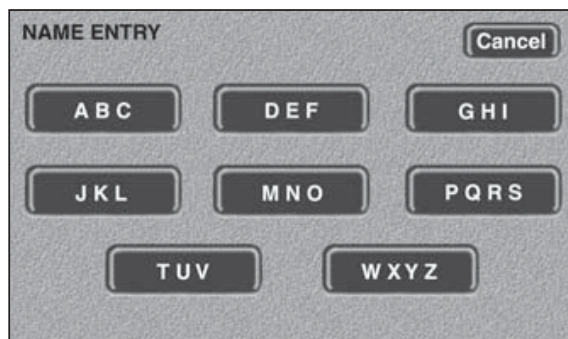 NAME ENTRY
Cancel
A B C
D E F
G H I
J K L
M N O
P Q R S
T U V
W X Y Z